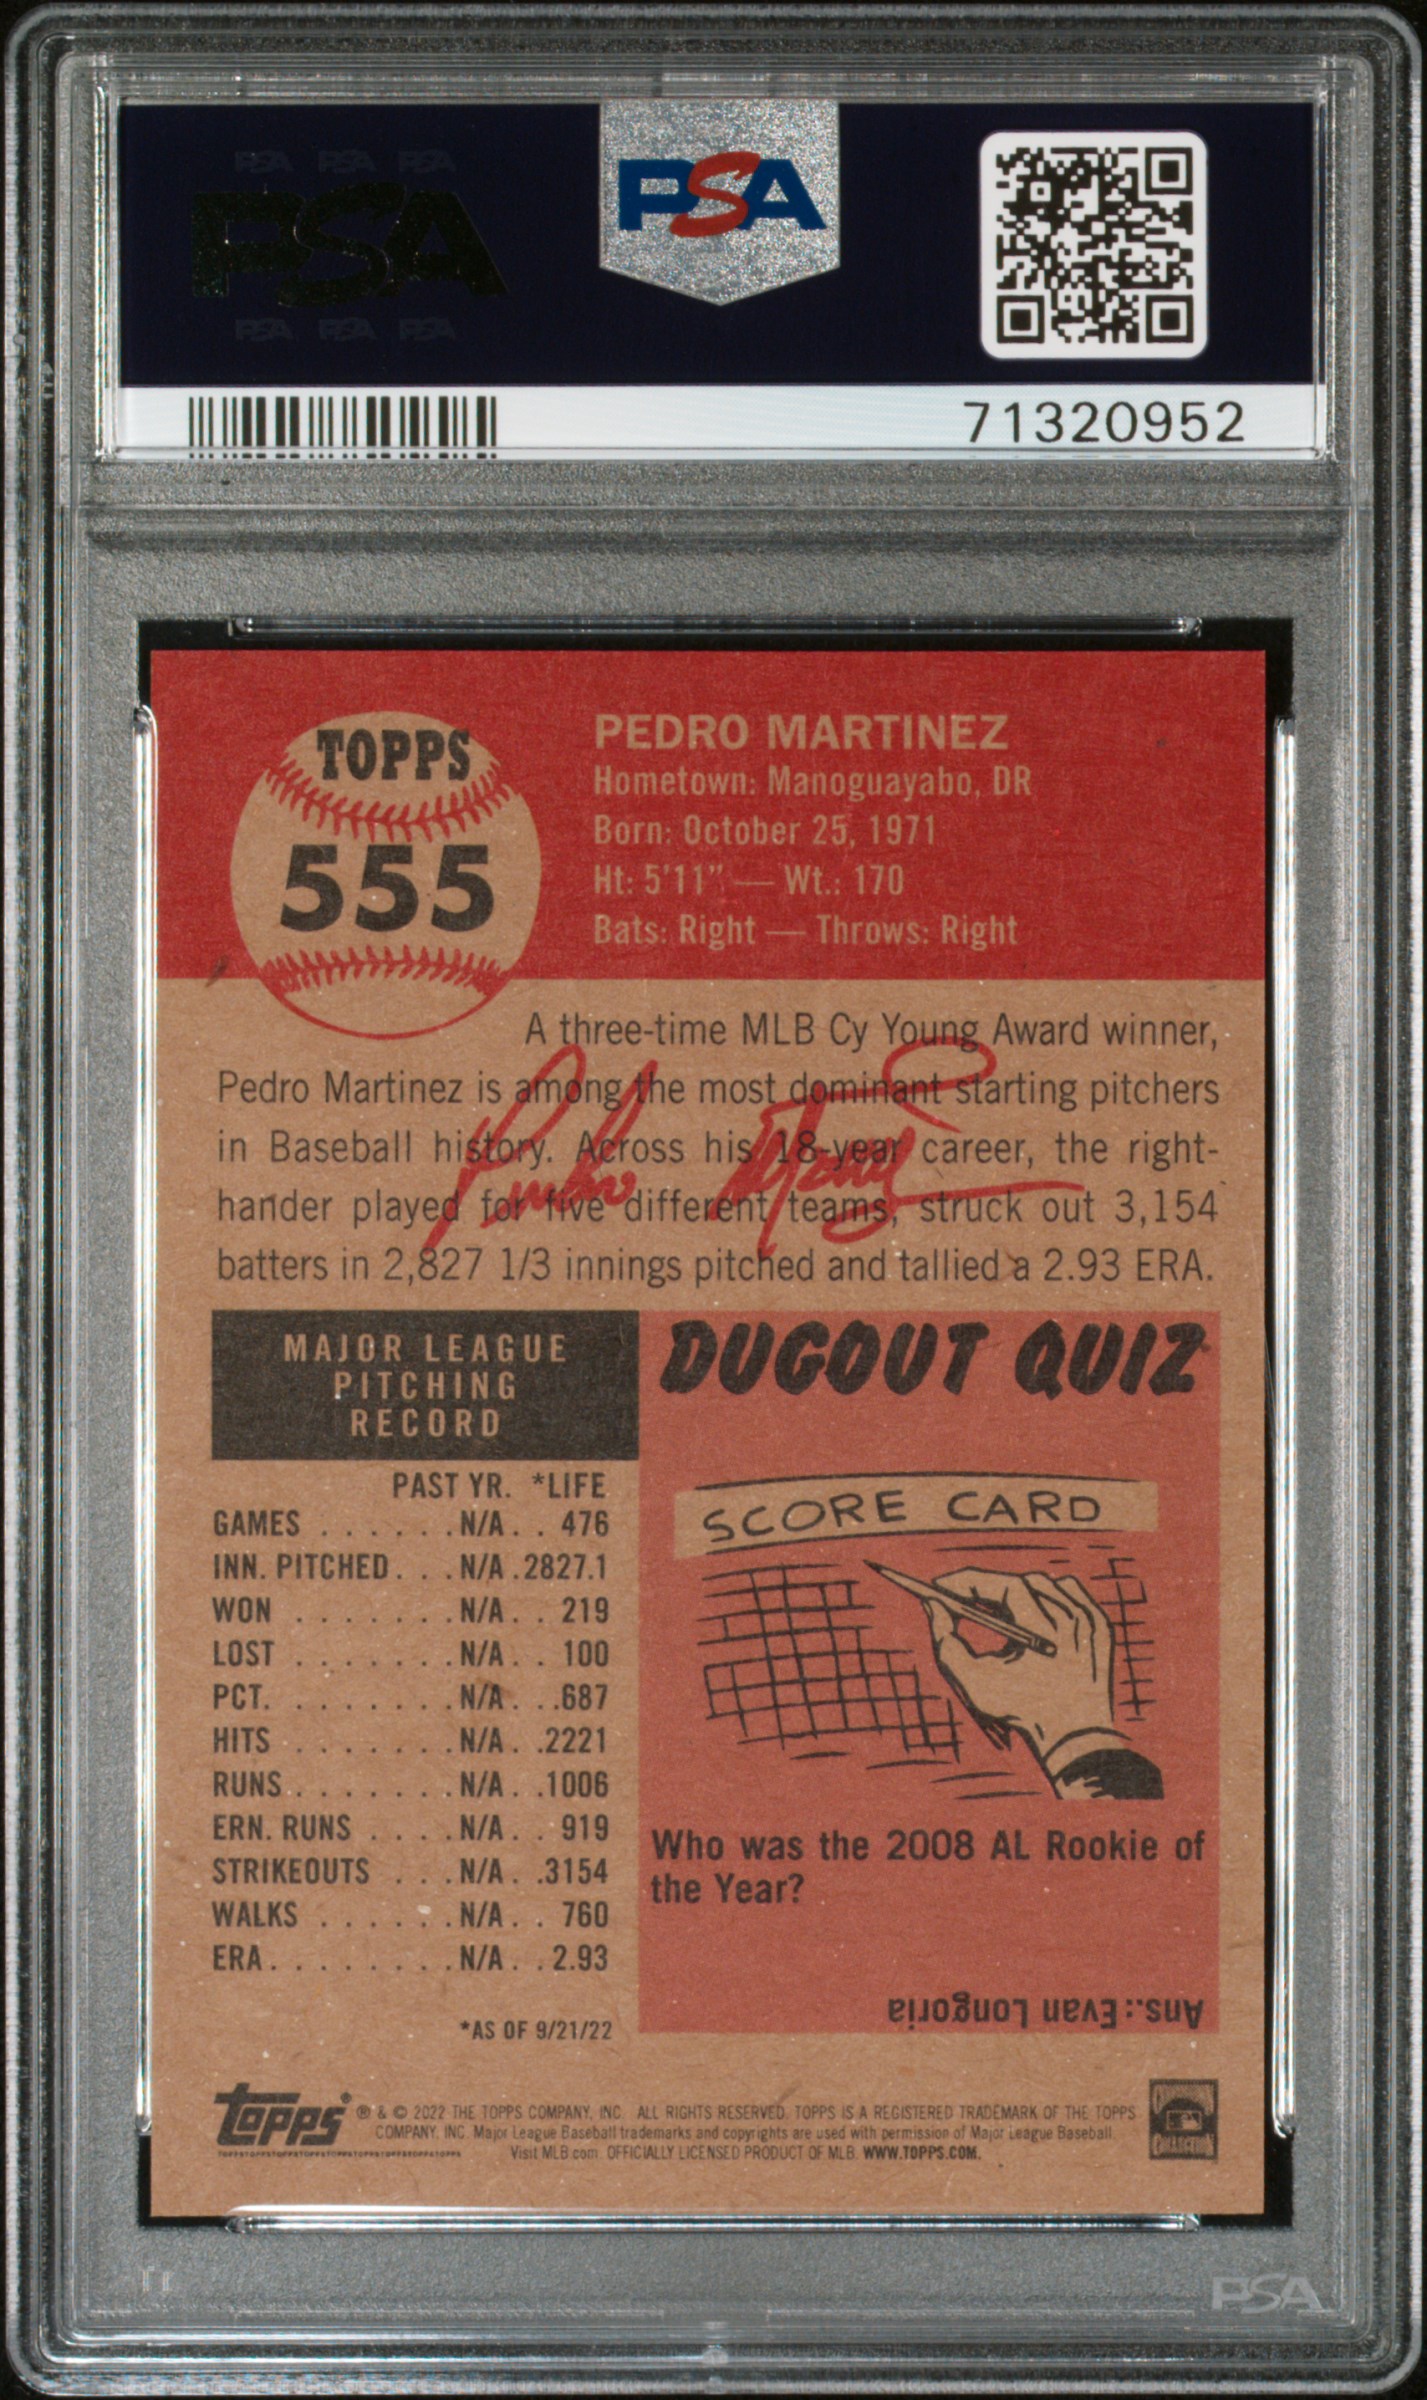 PSA PSA PSA
PSA
PSA PSA PSA
PSA
71320952
TOPPS
555
PEDRO MARTINEZ
Hometown: Manoguayabo, DR
Born: October 25, 1971
Ht: 5'11" — Wt.: 170
Bats: Right — Throws: Right
A three-time MLB Cy Young Award winner,
Pedro Martinez is among the most dominant starting pitchers
in Baseball history. Across his 18-year career, the right-
hander played for five different teams, struck out 3,154
batters in 2,827 1/3 innings pitched and tallied a 2.93 ERA.
MAJOR LEAGUE
PITCHING
RECORD
PAST YR. *LIFE
GAMES . . . . . . N/A . . 476
INN. PITCHED . . . N/A . 2827.1
WON . . . . . . . N/A . . 219
LOST . . . . . . . N/A . . 100
PCT. . . . . . . . N/A . . .687
HITS . . . . . . . N/A . . 2221
RUNS . . . . . . . N/A . . 1006
ERN. RUNS . . . . N/A . . 919
STRIKEOUTS . . . N/A . . 3154
WALKS . . . . . . N/A . . 760
ERA . . . . . . . . N/A . . 2.93
*AS OF 9/21/22
DUGOUT QUIZ
SCORE CARD
Who was the 2008 AL Rookie of
the Year?
Ans.: Evan Longoria
topps ® & © 2022 THE TOPPS COMPANY, INC. ALL RIGHTS RESERVED. TOPPS IS A REGISTERED TRADEMARK OF THE TOPPS
COMPANY, INC. Major League Baseball trademarks and copyrights are used with permission of Major League Baseball.
Visit MLB.com. OFFICIALLY LICENSED PRODUCT OF MLB. WWW.TOPPS.COM.
COLLECTION
PSA